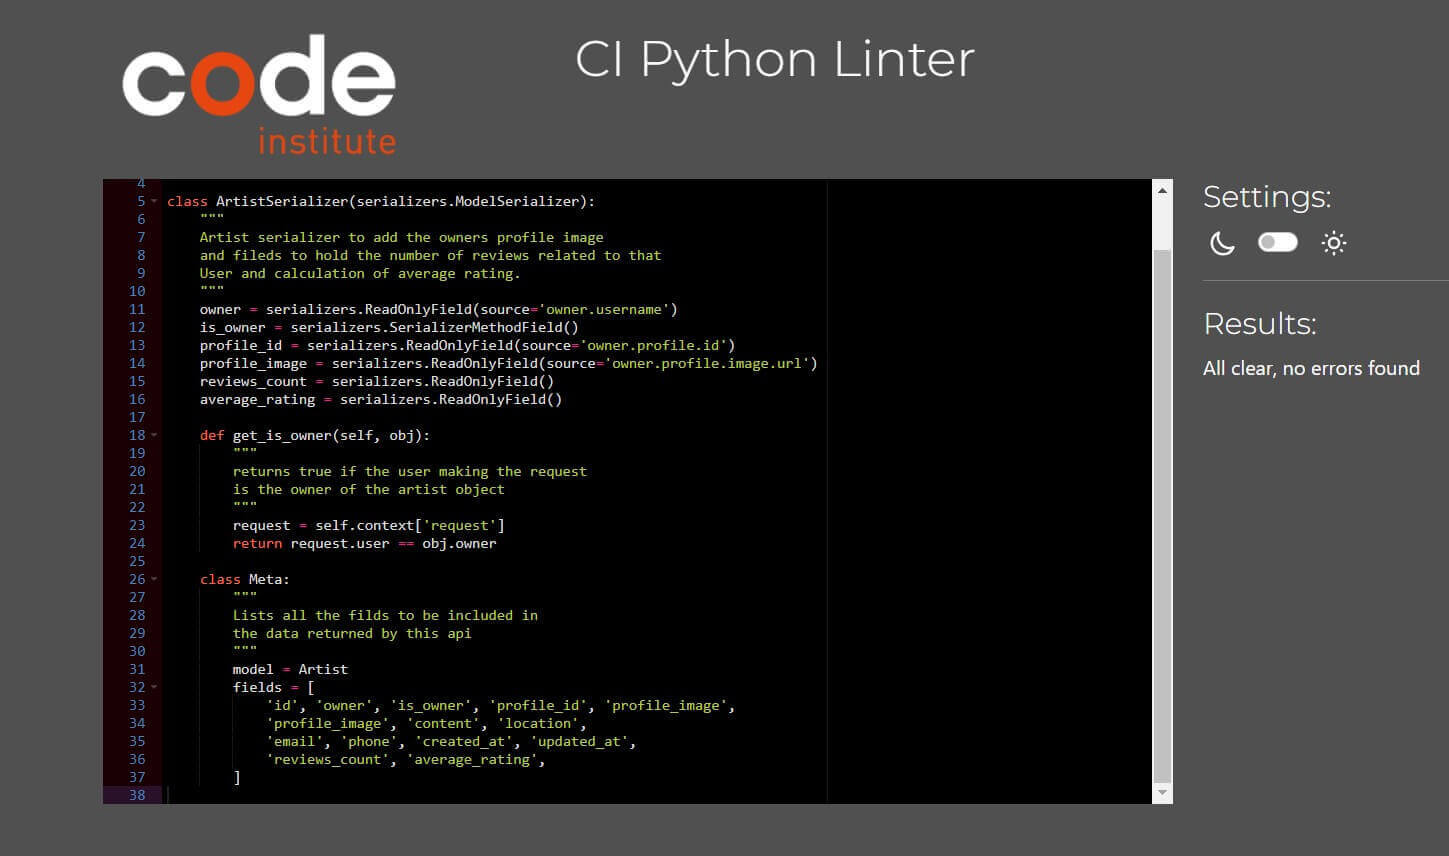 code
institute
CI Python Linter
4
5 class ArtistSerializer(serializers.ModelSerializer):
6 """
7 Artist serializer to add the owners profile image
8 and fileds to hold the number of reviews related to that
9 User and calculation of average rating.
10 """
11 owner = serializers.ReadOnlyField(source='owner.username')
12 is_owner = serializers.SerializerMethodField()
13 profile_id = serializers.ReadOnlyField(source='owner.profile.id')
14 profile_image = serializers.ReadOnlyField(source='owner.profile.image.url')
15 reviews_count = serializers.ReadOnlyField()
16 average_rating = serializers.ReadOnlyField()
17
18 def get_is_owner(self, obj):
19 """
20 returns true if the user making the request
21 is the owner of the artist object
22 """
23 request = self.context['request']
24 return request.user == obj.owner
25
26 class Meta:
27 """
28 Lists all the filds to be included in
29 the data returned by this api
30 """
31 model = Artist
32 fields = [
33 'id', 'owner', 'is_owner', 'profile_id', 'profile_image',
34 'profile_image', 'content', 'location',
35 'email', 'phone', 'created_at', 'updated_at',
36 'reviews_count', 'average_rating',
37 ]
38
Settings:
Results:
All clear, no errors found